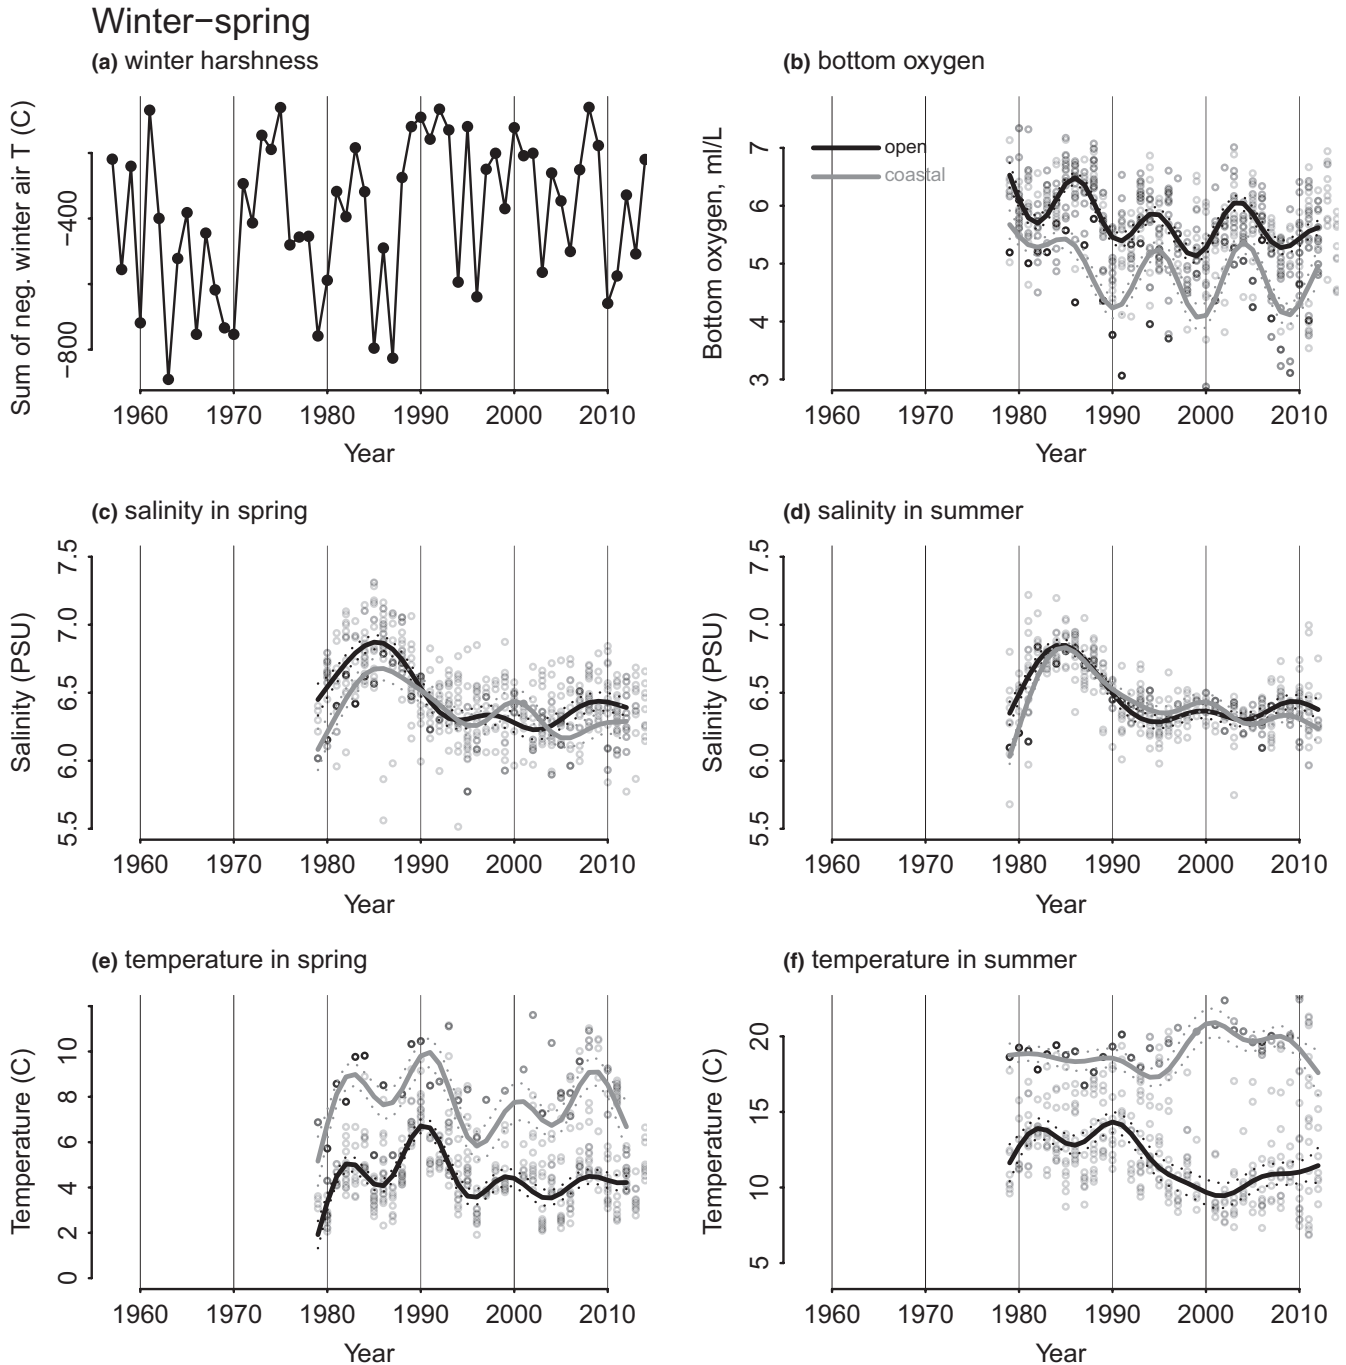 Winter−spring
(a) winter harshness
Sum of neg. winter air T (C)
−400
−800
1960 1970 1980 1990 2000 2010
Year
(b) bottom oxygen
Bottom oxygen, ml/L
7
6
5
4
3
open
coastal
1960 1970 1980 1990 2000 2010
Year
(c) salinity in spring
Salinity (PSU)
7.5
7.0
6.5
6.0
5.5
1960 1970 1980 1990 2000 2010
Year
(d) salinity in summer
Salinity (PSU)
7.5
7.0
6.5
6.0
5.5
1960 1970 1980 1990 2000 2010
Year
(e) temperature in spring
Temperature (C)
10
8
6
4
2
0
1960 1970 1980 1990 2000 2010
Year
(f) temperature in summer
Temperature (C)
20
15
10
5
1960 1970 1980 1990 2000 2010
Year